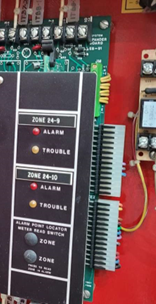 ZONE 24-9
ALARM
TROUBLE
ZONE 24-10
ALARM
TROUBLE
ALARM POINT LOCATOR
METER READ SWITCH
ZONE
ZONE